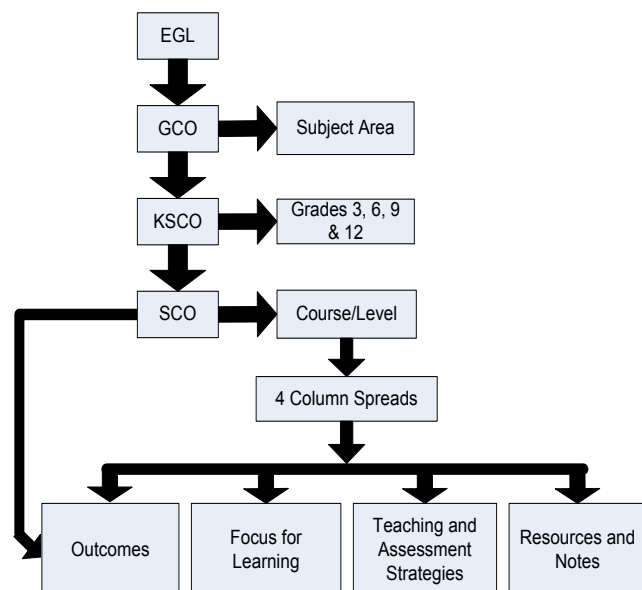 EGL
GCO
Subject Area
KSCO
Grades 3, 6, 9
& 12
SCO
Course/Level
4 Column Spreads
Outcomes
Focus for
Learning
Teaching and
Assessment
Strategies
Resources and
Notes